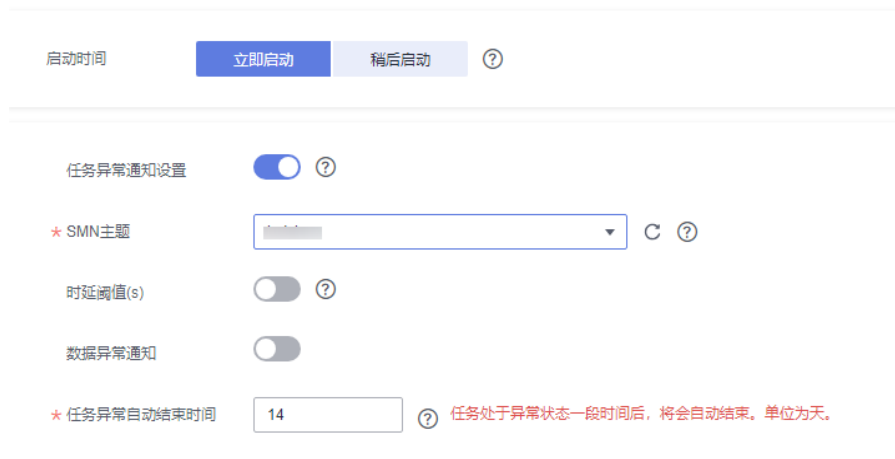 启动时间 立即启动 稍后启动 ?
任务异常通知设置 ?
* SMN主题 ?
时延阈值(s) ?
数据异常通知
* 任务异常自动结束时间 14 ? 任务处于异常状态一段时间后，将会自动结束。单位为天。